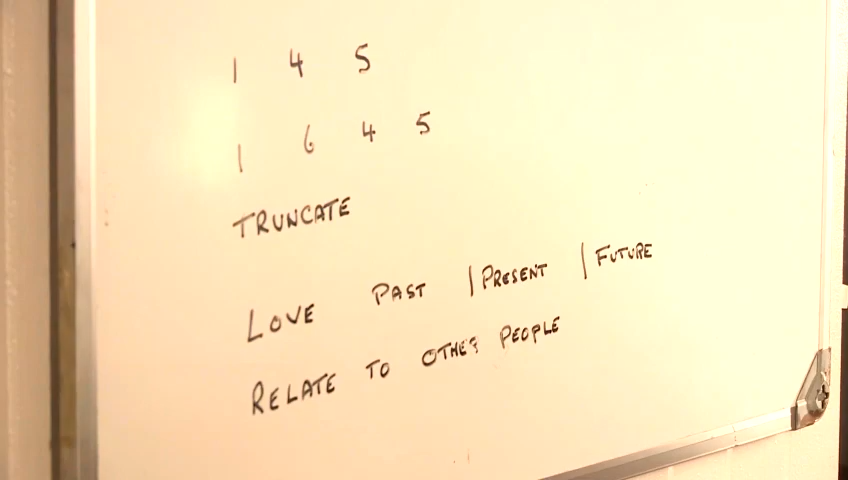 1 4 5
1 6 4 5
TRUNCATE
LOVE PAST | PRESENT | FUTURE
RELATE TO OTHER PEOPLE